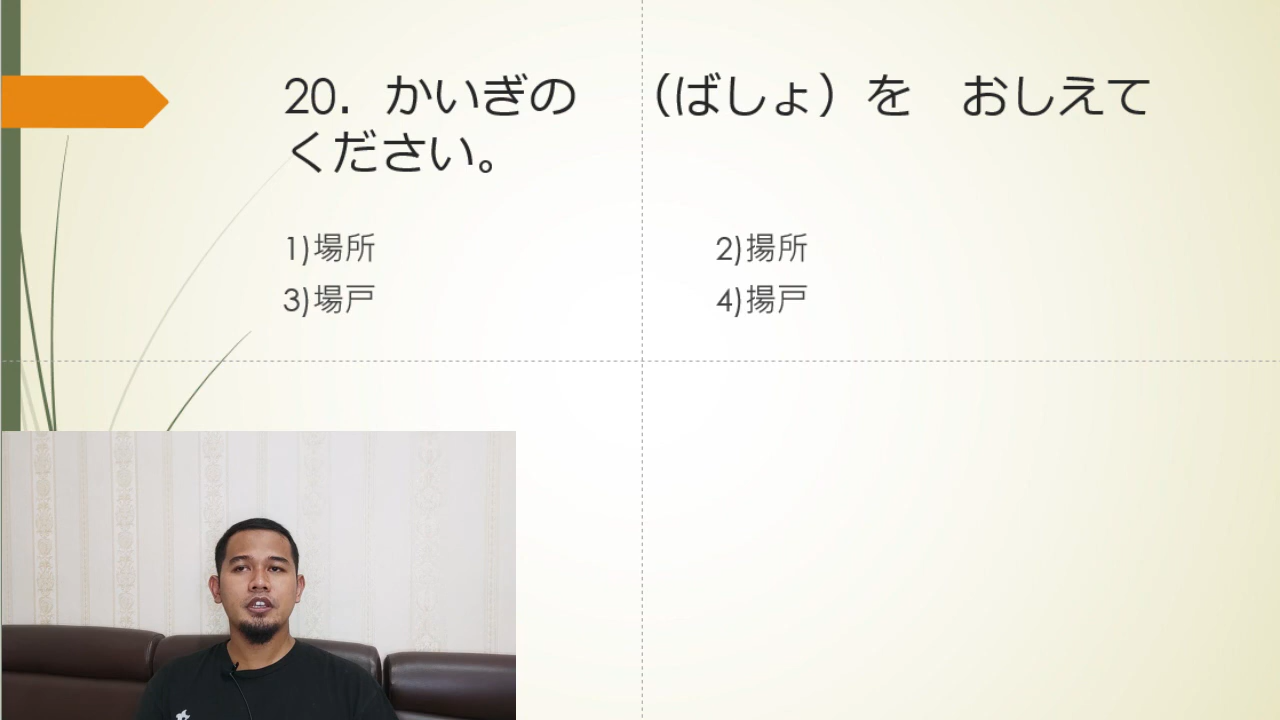 20．かいぎの　（ばしょ）を　おしえて
ください。
1)場所
2)揚所
3)場戸
4)揚戸